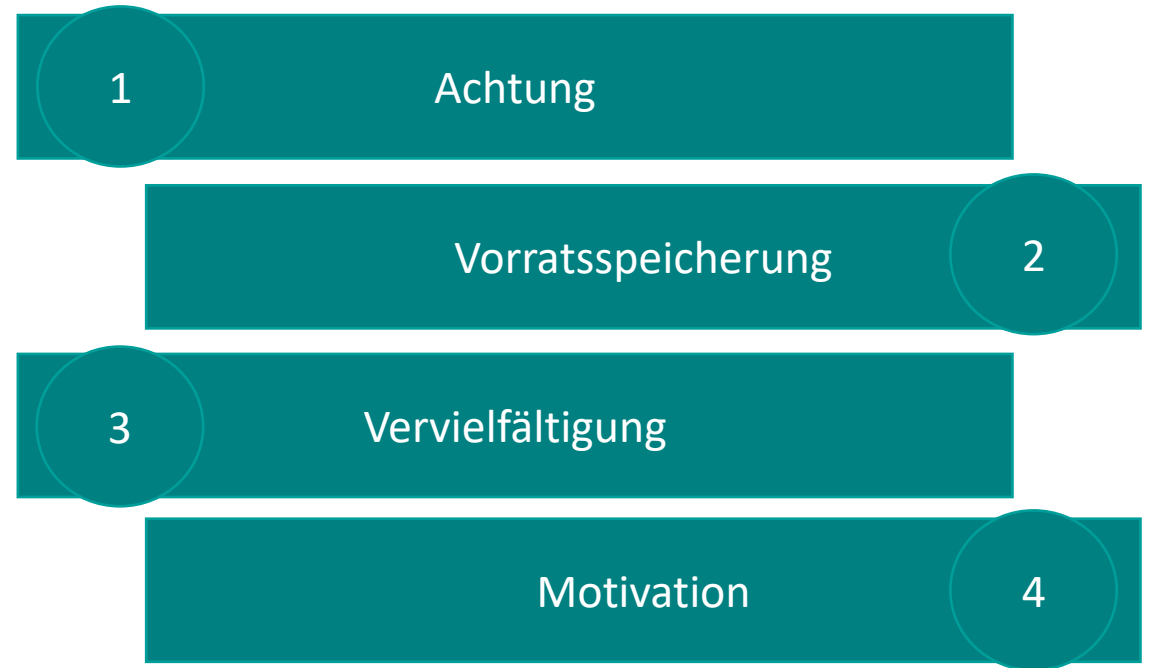 1 Achtung
Vorratsspeicherung 2
3 Vervielfältigung
Motivation 4